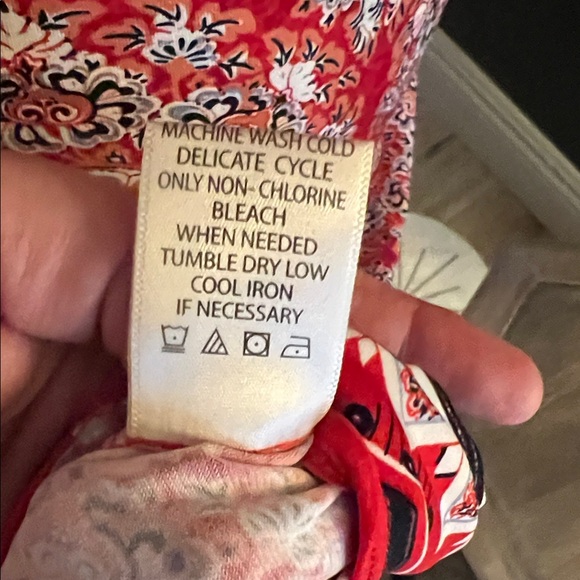 MACHINE WASH COLD
DELICATE CYCLE
ONLY NON-CHLORINE
BLEACH
WHEN NEEDED
TUMBLE DRY LOW
COOL IRON
IF NECESSARY